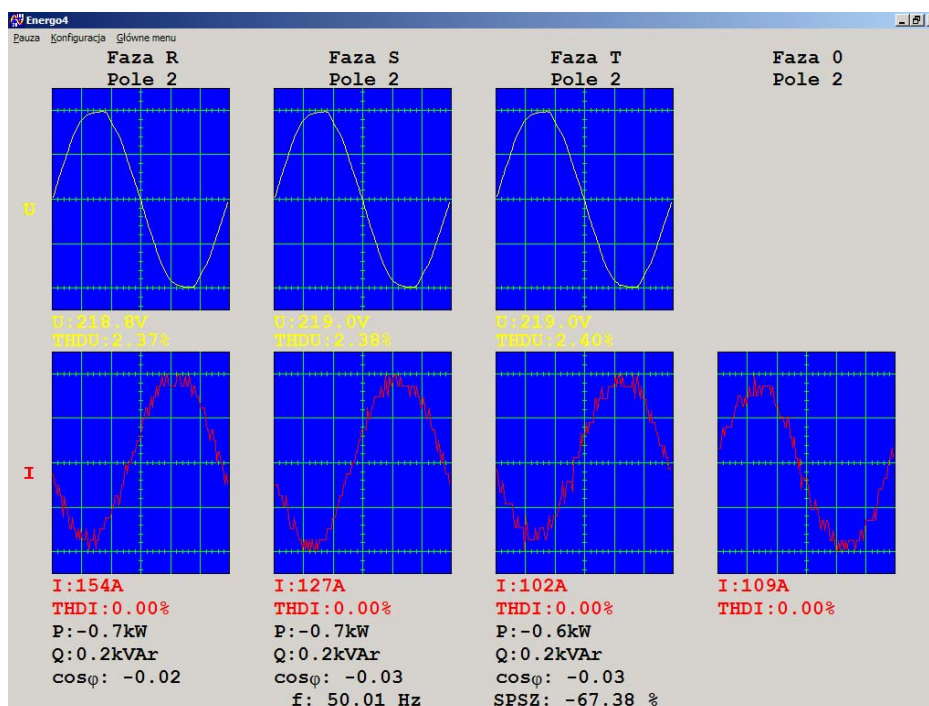 Energo4
Pauza Konfiguracja Główne menu
Faza R Faza S Faza T Faza 0
Pole 2 Pole 2 Pole 2 Pole 2
U
U:218.8V U:219.0V U:219.0V
THDU:2.37% THDU:2.38% THDU:2.40%
I
I:154A I:127A I:102A I:109A
THDI:0.00% THDI:0.00% THDI:0.00% THDI:0.00%
P:-0.7kW P:-0.7kW P:-0.6kW
Q:0.2kVAr Q:0.2kVAr Q:0.2kVAr
cosφ: -0.02 cosφ: -0.03 cosφ: -0.03
f: 50.01 Hz SPSZ: -67.38 %